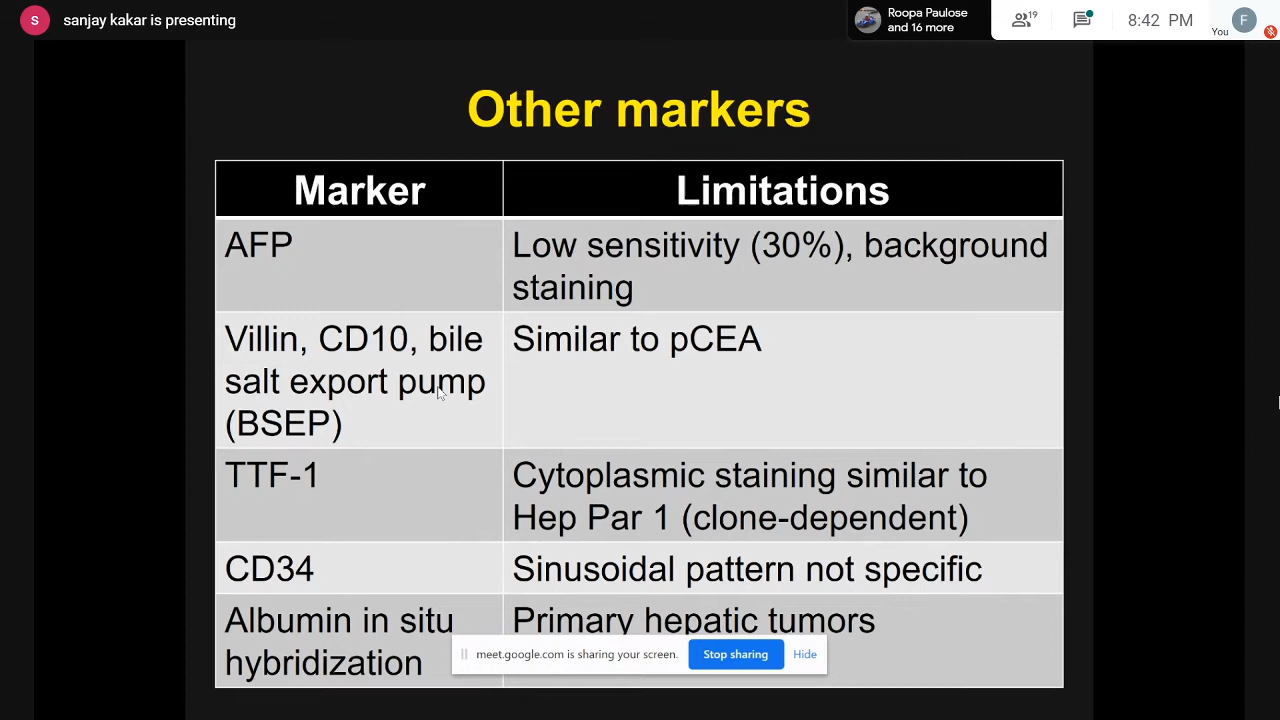 S sanjay kakar is presenting
Roopa Paulose
and 16 more
19
8:42 PM
You
F
Other markers
Marker Limitations
AFP Low sensitivity (30%), background
staining
Villin, CD10, bile Similar to pCEA
salt export pump
(BSEP)
TTF-1 Cytoplasmic staining similar to
Hep Par 1 (clone-dependent)
CD34 Sinusoidal pattern not specific
Albumin in situ Primary hepatic tumors
hybridization
meet.google.com is sharing your screen. Stop sharing Hide